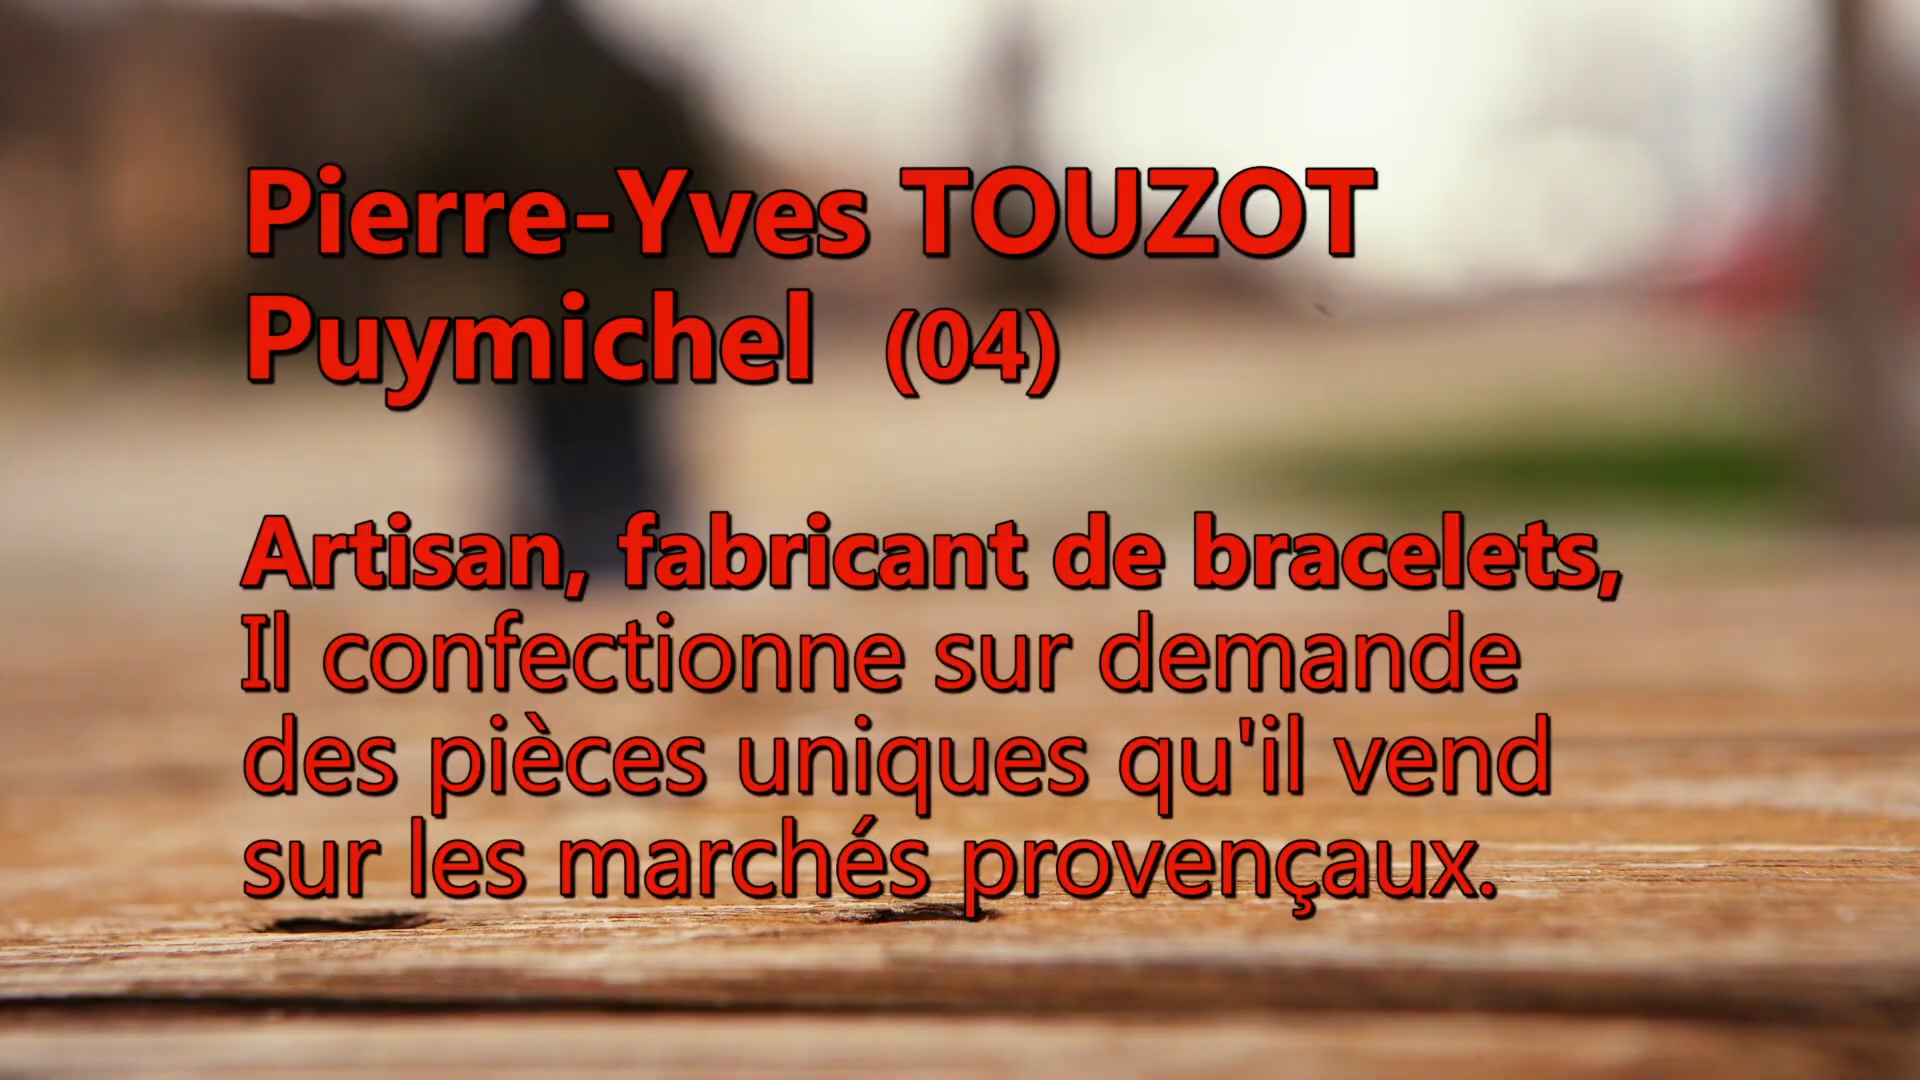 Pierre-Yves TOUZOT
Puymichel (04)
Artisan, fabricant de bracelets,
Il confectionne sur demande
des pièces uniques qu'il vend
sur les marchés provençaux.